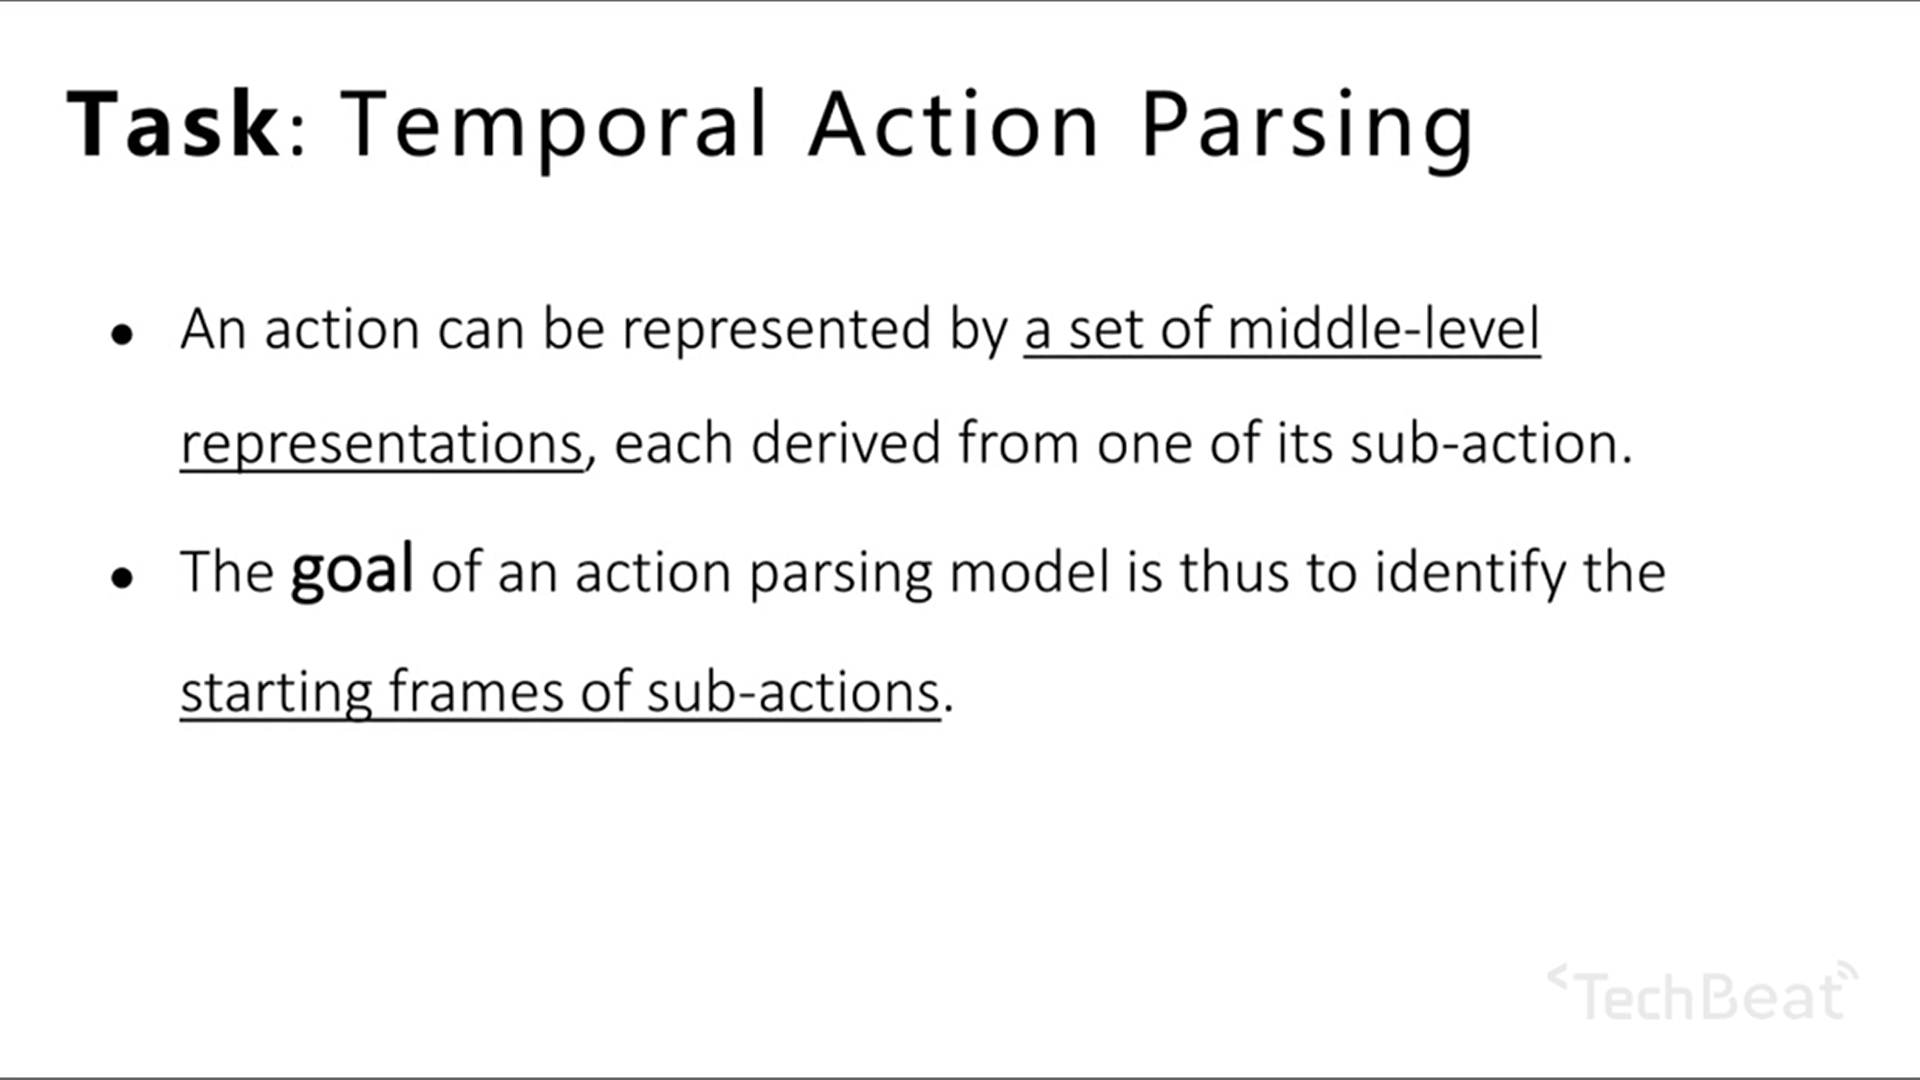 Task: Temporal Action Parsing
● An action can be represented by a set of middle-level
representations, each derived from one of its sub-action.
● The goal of an action parsing model is thus to identify the
starting frames of sub-actions.
TechBeat